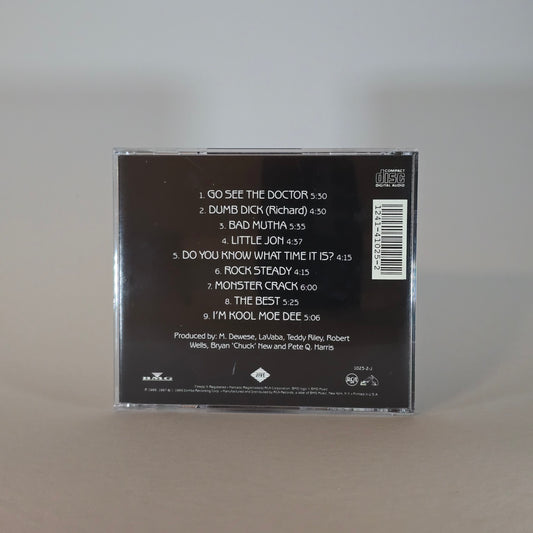 COMPACT
disc
DIGITAL AUDIO
1. GO SEE THE DOCTOR 5:30
2. DUMB DICK (Richard) 4:30
3. BAD MUTHA 5:35
4. LITTLE JON 4:37
5. DO YOU KNOW WHAT TIME IT IS? 4:15
6. ROCK STEADY 4:15
7. MONSTER CRACK 6:00
8. THE BEST 5:25
9. I'M KOOL MOE DEE 5:06
1241-41025-2
Produced by: M. Dewese, LaVaba, Teddy Riley, Robert
Wells, Bryan 'Chuck' New and Pete Q. Harris
1025-2-J
BMG
JIVE
RCA